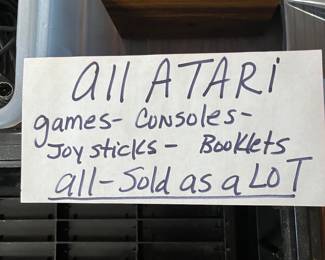 all ATARi
games- Consoles-
Joy sticks- Booklets
all-Sold as a LOT